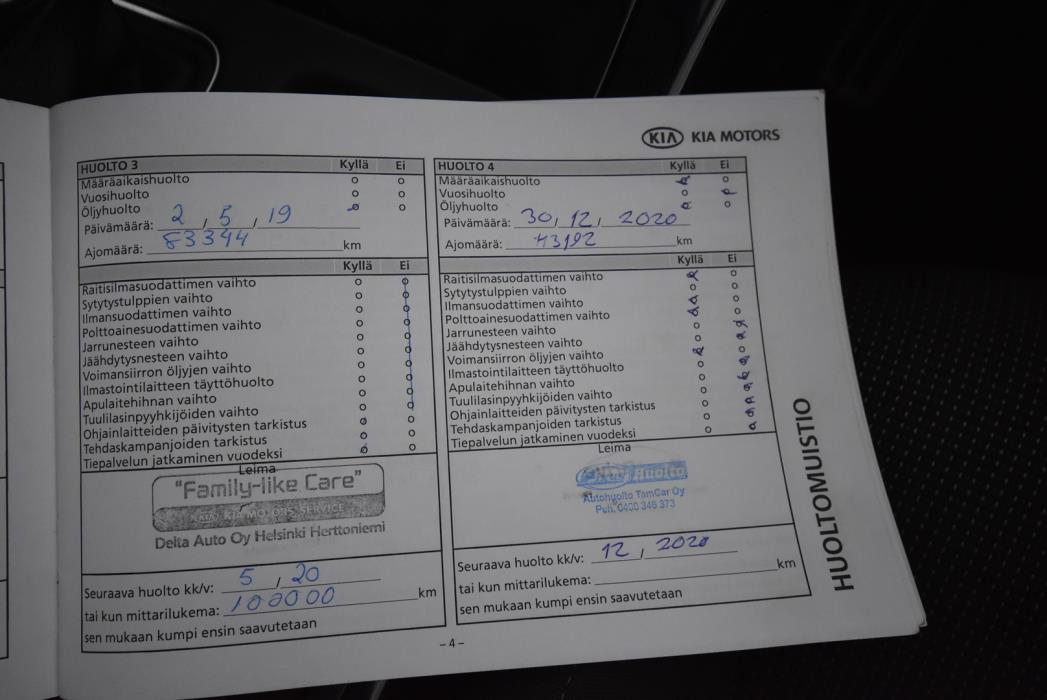 KIA KIA MOTORS
HUOLTO 3 Kyllä Ei
Määräaikaishuolto
Vuosihuolto
Öljyhuolto
Päivämäärä: 2, 5, 19
Ajomäärä: 83344 km
Kyllä Ei
Raitisilmasuodattimen vaihto
Sytytystulppien vaihto
Ilmansuodattimen vaihto
Polttoainesuodattimen vaihto
Jarrunesteen vaihto
Jäähdytysnesteen vaihto
Voimansiirron öljyjen vaihto
Ilmastointilaitteen täyttöhuolto
Apulaitehihnan vaihto
Tuulilasinpyyhkijöiden vaihto
Ohjainlaitteiden päivitysten tarkistus
Tehdaskampanjoiden tarkistus
Tiepalvelun jatkaminen vuodeksi
Leima
"Family-like Care"
KIA KIA MOTORS SERVICE
Delta Auto Oy Helsinki Herttoniemi
Seuraava huolto kk/v: 5, 20
tai kun mittarilukema: 100000 km
sen mukaan kumpi ensin saavutetaan
HUOLTO 4 Kyllä Ei
Määräaikaishuolto
Vuosihuolto
Öljyhuolto
Päivämäärä: 30, 12, 2020
Ajomäärä: km
Kyllä Ei
Raitisilmasuodattimen vaihto
Sytytystulppien vaihto
Ilmansuodattimen vaihto
Polttoainesuodattimen vaihto
Jarrunesteen vaihto
Jäähdytysnesteen vaihto
Voimansiirron öljyjen vaihto
Ilmastointilaitteen täyttöhuolto
Apulaitehihnan vaihto
Tuulilasinpyyhkijöiden vaihto
Ohjainlaitteiden päivitysten tarkistus
Tehdaskampanjoiden tarkistus
Tiepalvelun jatkaminen vuodeksi
Leima
Huolto
Autohuolto TamCar Oy
Puh. 0400 346 373
Seuraava huolto kk/v: 12, 2020
tai kun mittarilukema: km
sen mukaan kumpi ensin saavutetaan
HUOLTOMUISTIO
-4-